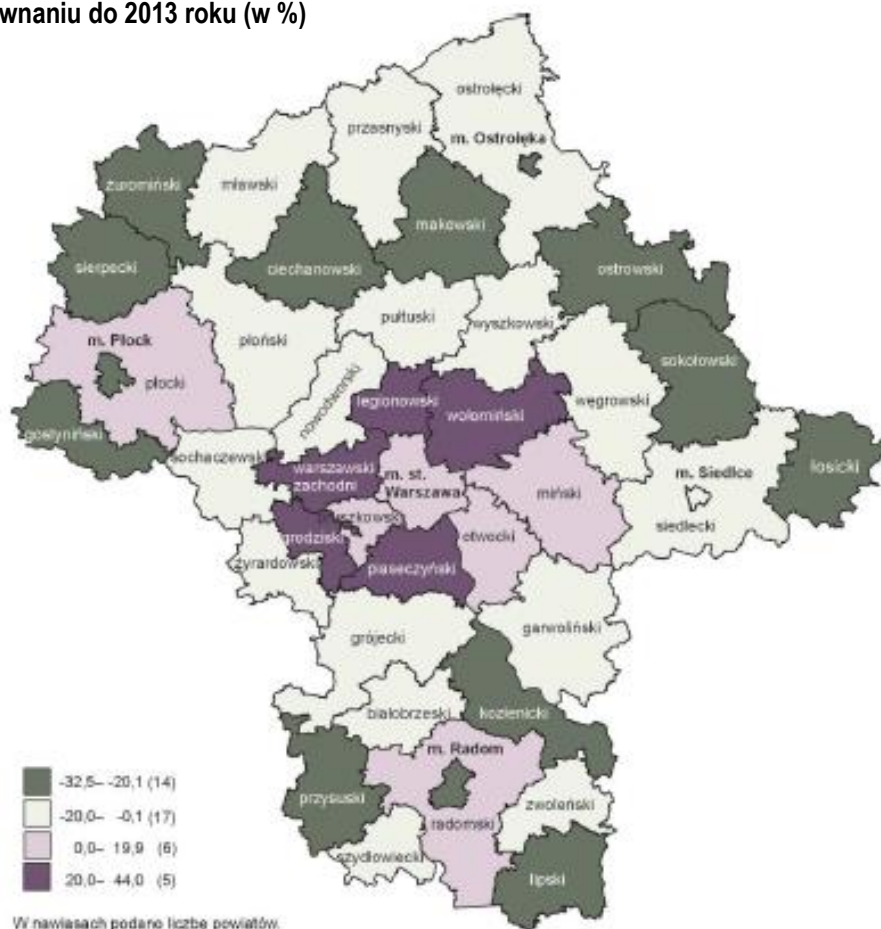 wnaniu do 2013 roku (w %)
ostrołęcki
przasnyski
m. Ostrołęka
żuromiński
mławski
makowski
sierpecki
ciechanowski
ostrowski
pułtuski
wyszkowski
m. Płock
płoński
sokołowski
płocki
nowodworski
legionowski
wołomiński
węgrowski
gostyniński
sochaczewski
warszawski
zachodni
m. st.
Warszawa
miński
m. Siedlce
łosicki
siedlecki
grodziski
uszkowski
otwocki
żyrardowski
piaseczyński
grójecki
garwoliński
białobrzeski
kozienicki
m. Radom
przysuski
radomski
zwoleński
szydłowiecki
lipski
-32,5– -20,1 (14)
-20,0– -0,1 (17)
0,0– 19,9 (6)
20,0– 44,0 (5)
W nawiasach podano liczbę powiatów.